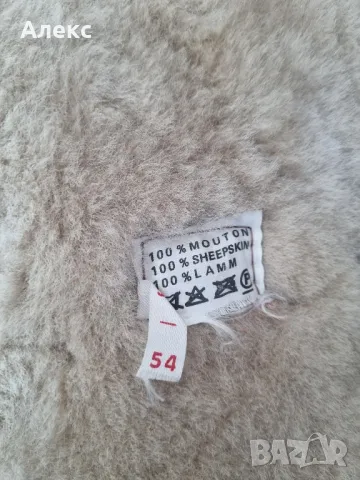 Алекс
100% MOUTON
100% SHEEPSKIN
100% LAMM
P
54
BAZAR